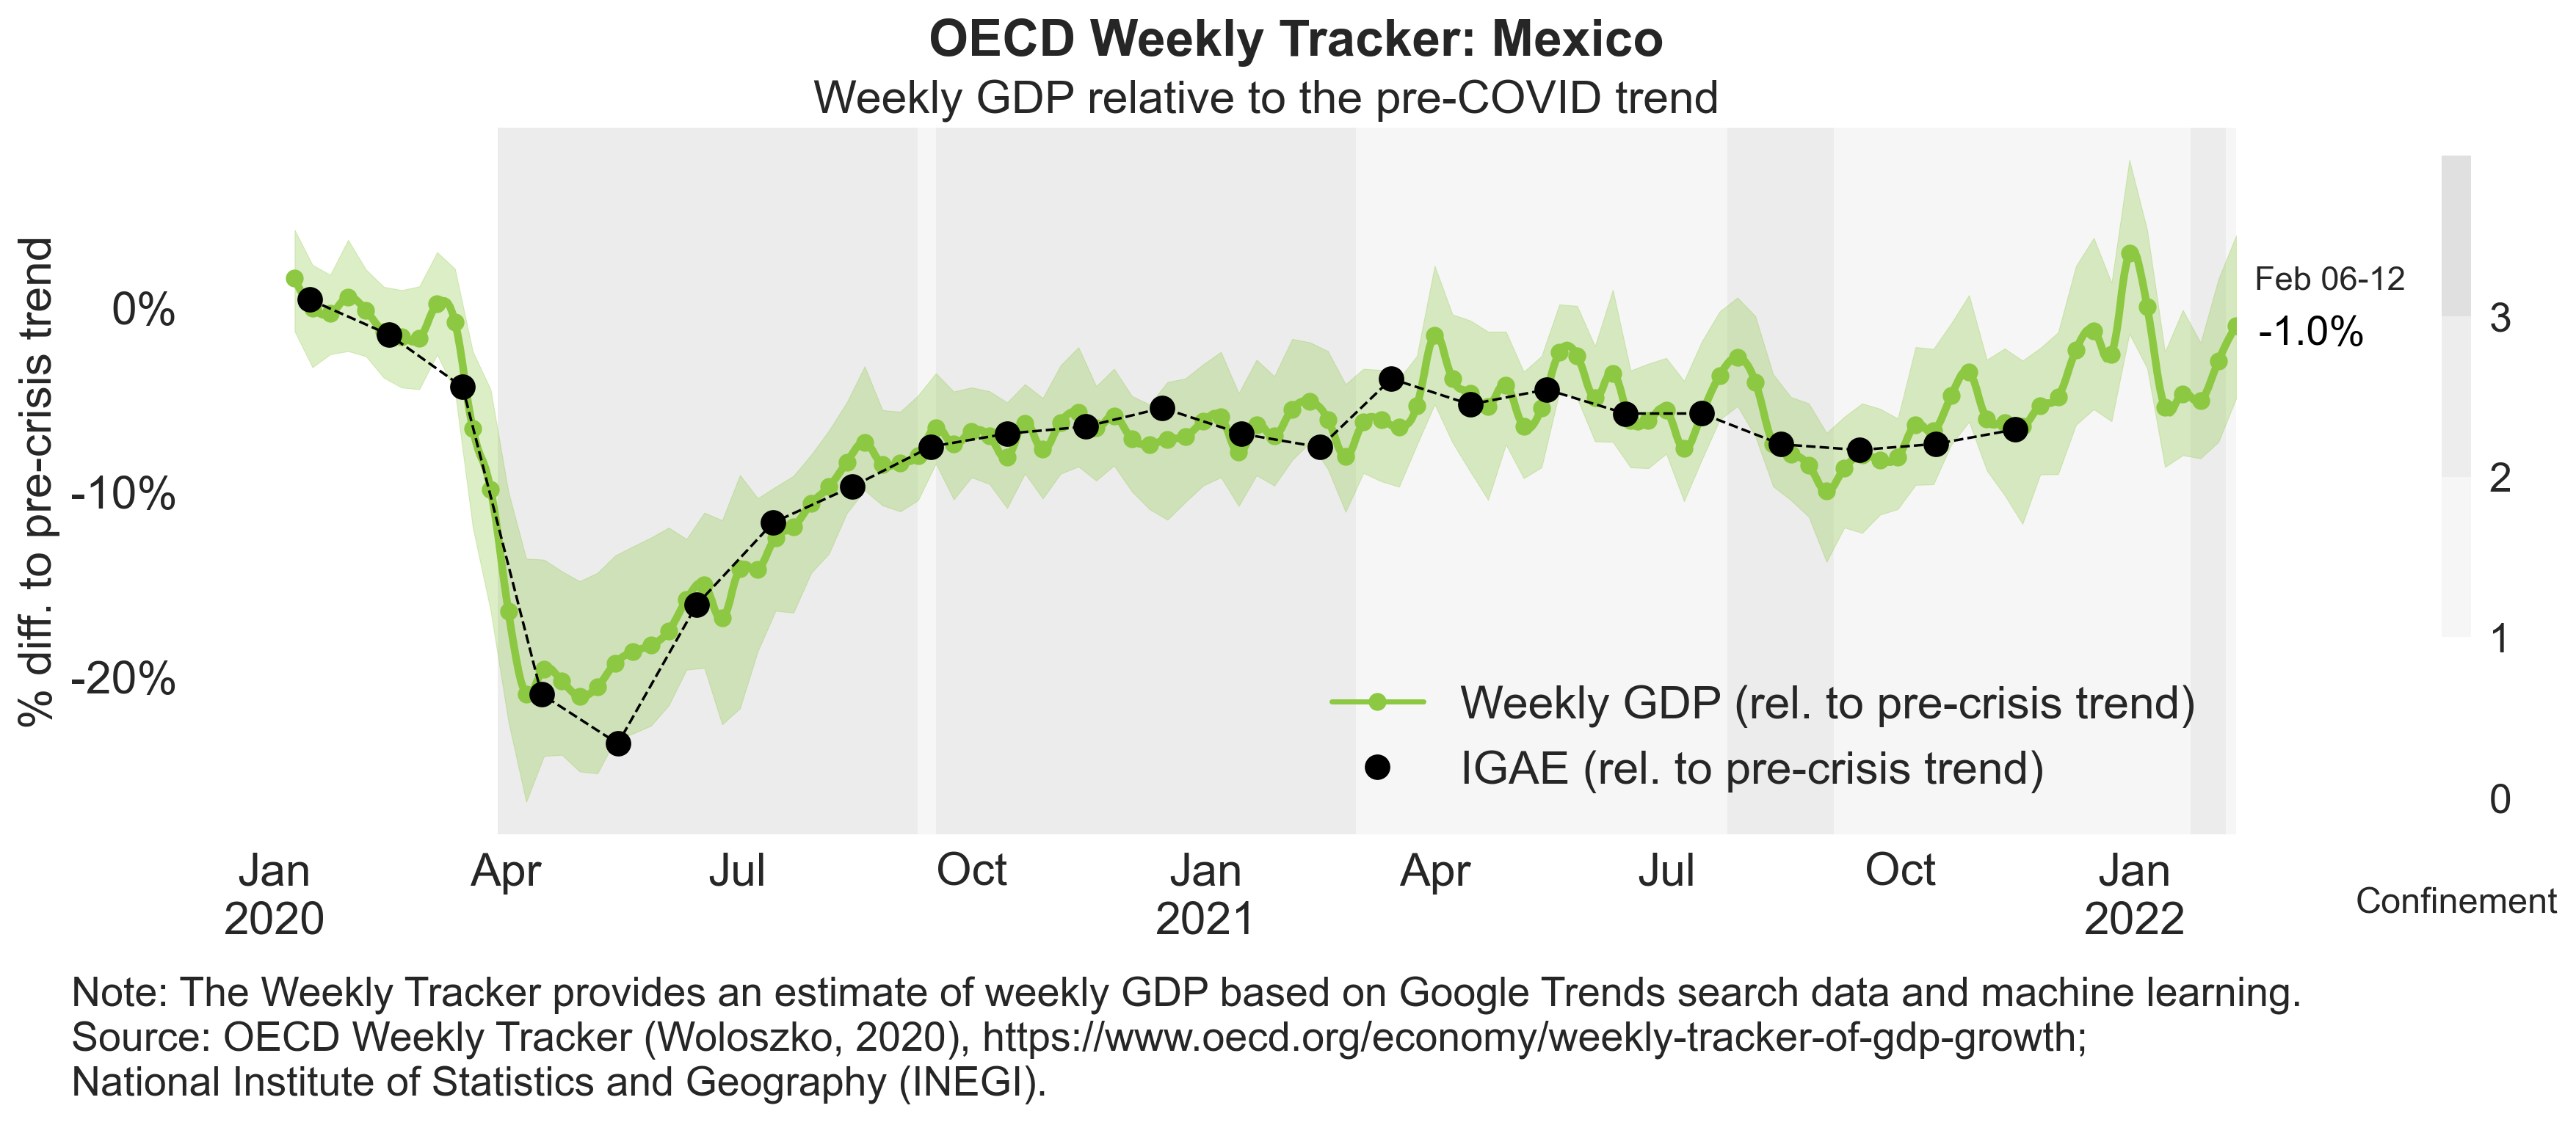 OECD Weekly Tracker: Mexico
Weekly GDP relative to the pre-COVID trend
% diff. to pre-crisis trend
0%
-10%
-20%
Feb 06-12
-1.0%
3
2
1
0
Confinement
Weekly GDP (rel. to pre-crisis trend)
IGAE (rel. to pre-crisis trend)
Jan Apr Jul Oct Jan Apr Jul Oct Jan
2020 2021 2022
Note: The Weekly Tracker provides an estimate of weekly GDP based on Google Trends search data and machine learning.
Source: OECD Weekly Tracker (Woloszko, 2020), https://www.oecd.org/economy/weekly-tracker-of-gdp-growth;
National Institute of Statistics and Geography (INEGI).